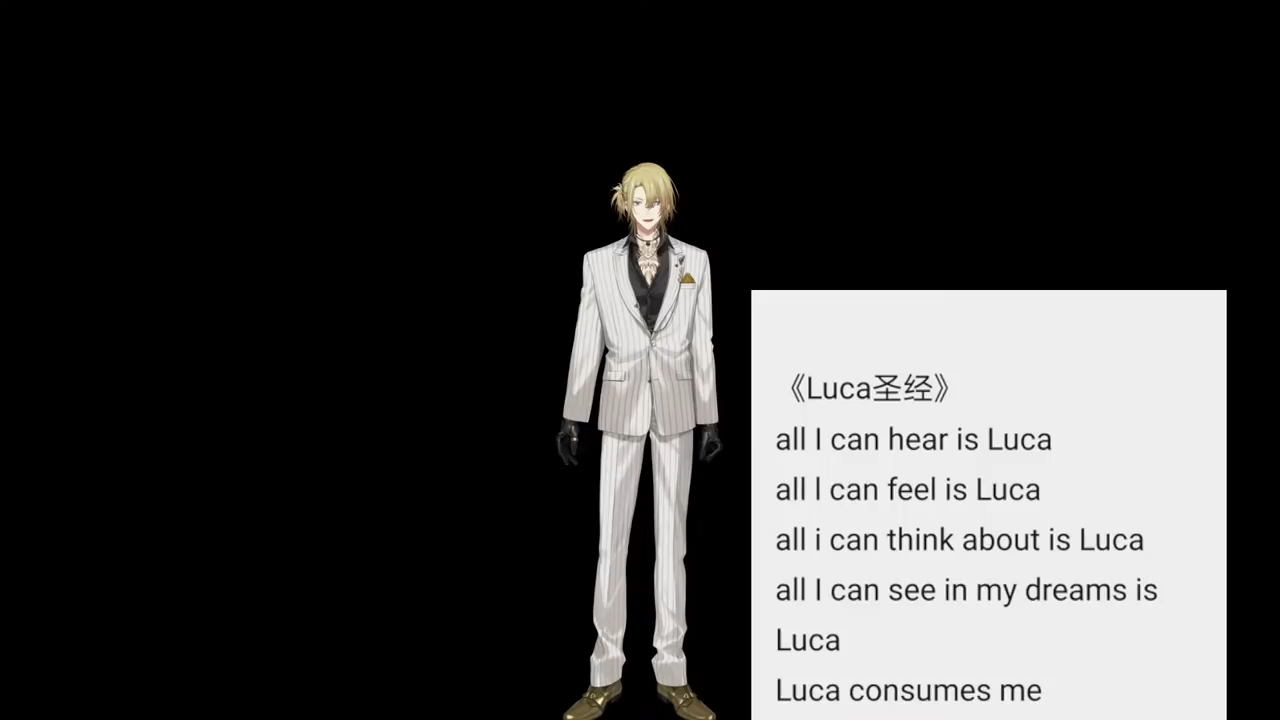 《Luca圣经》
all I can hear is Luca
all I can feel is Luca
all i can think about is Luca
all I can see in my dreams is
Luca
Luca consumes me